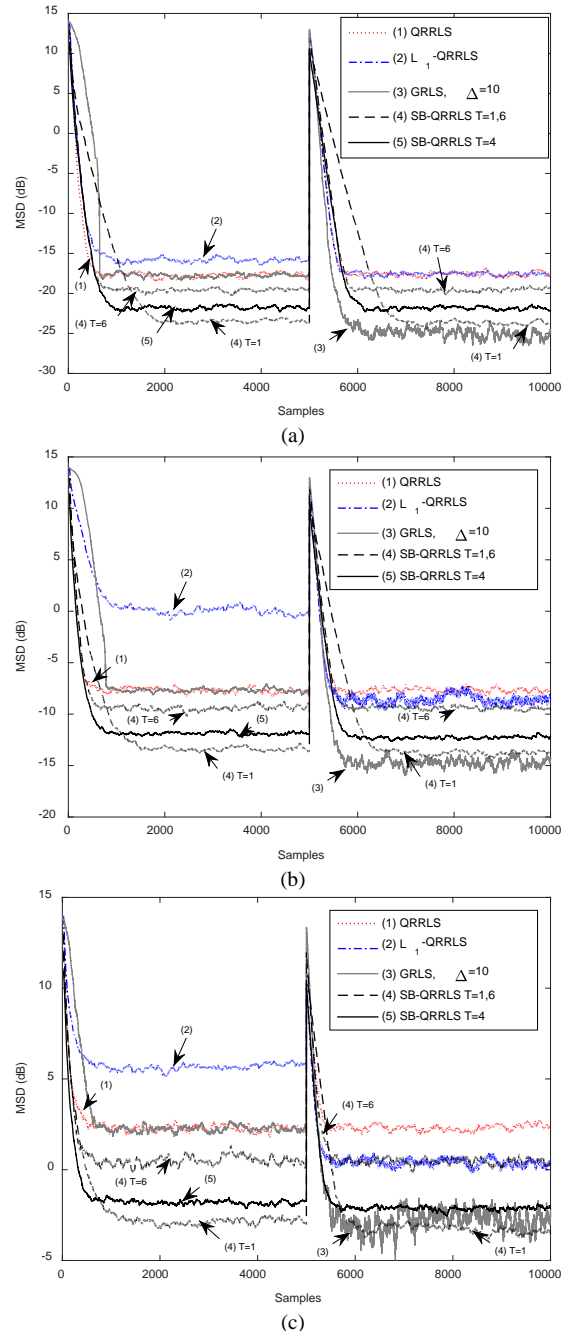 15
10
5
0
-5
-10
-15
-20
-25
-30
MSD (dB)
0
2000
4000
6000
8000
10000
Samples
(1) QRRLS
(2) L 1-QRRLS
(3) GRLS, Δ=10
(4) SB-QRRLS T=1,6
(5) SB-QRRLS T=4
(2)
(1)
(4) T=6
(5)
(4) T=1
(4) T=6
(3)
(4) T=1
(a)
15
10
5
0
-5
-10
-15
-20
MSD (dB)
0
2000
4000
6000
8000
10000
Samples
(1) QRRLS
(2) L 1-QRRLS
(3) GRLS, Δ=10
(4) SB-QRRLS T=1,6
(5) SB-QRRLS T=4
(2)
(1)
(4) T=6
(5)
(4) T=1
(4) T=6
(3)
(4) T=1
(b)
15
10
5
0
-5
MSD (dB)
0
2000
4000
6000
8000
10000
Samples
(1) QRRLS
(2) L 1-QRRLS
(3) GRLS, Δ=10
(4) SB-QRRLS T=1,6
(5) SB-QRRLS T=4
(2)
(1)
(4) T=6
(5)
(4) T=1
(4) T=6
(3)
(4) T=1
(c)